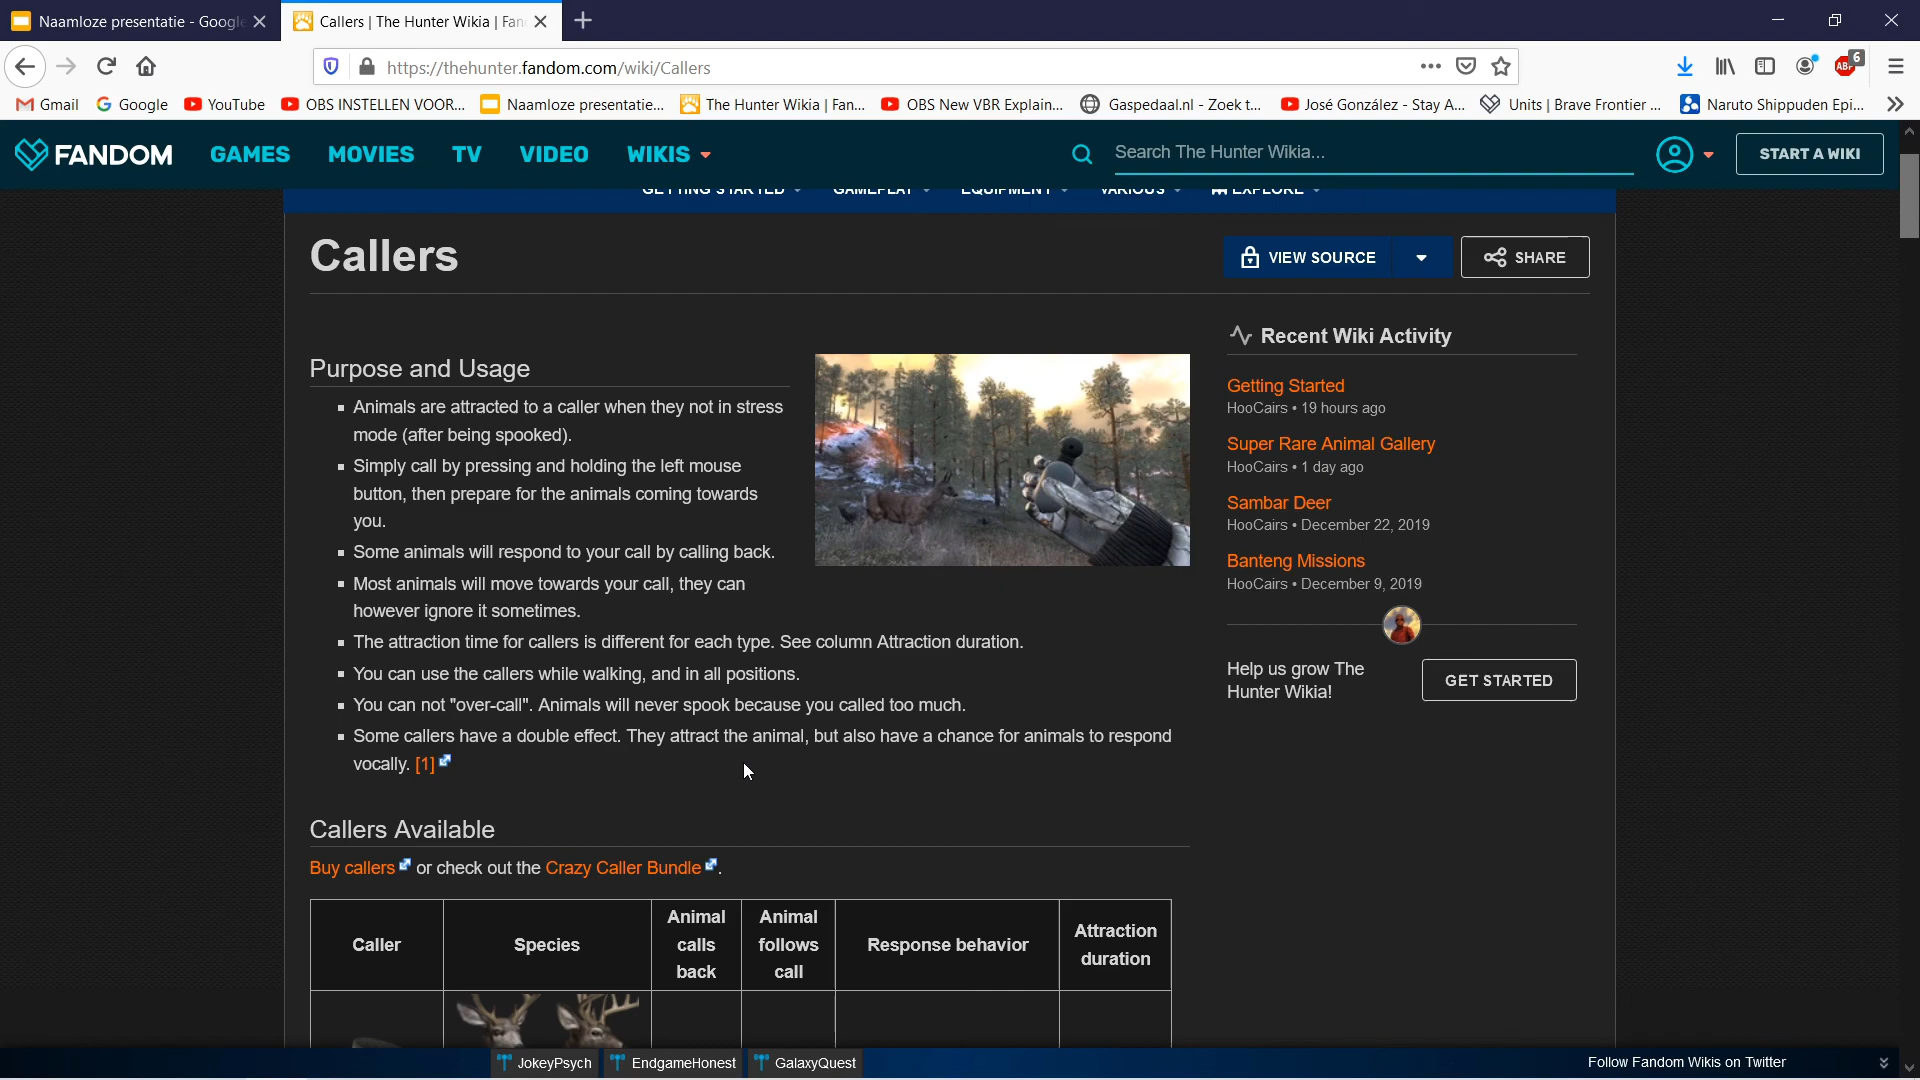 Naamloze presentatie - Google
Callers | The Hunter Wikia | Fan
https://thehunter.fandom.com/wiki/Callers
6
ABP
Gmail
Google
YouTube
OBS INSTELLEN VOOR...
Naamloze presentatie...
The Hunter Wikia | Fan...
OBS New VBR Explain...
Gaspedaal.nl - Zoek t...
José González - Stay A...
Units | Brave Frontier ...
Naruto Shippuden Epi...
FANDOM
GAMES
MOVIES
TV
VIDEO
WIKIS
Search The Hunter Wikia...
START A WIKI
GETTING STARTED
GAMEPLAY
EQUIPMENT
VARIOUS
EXPLORE
Callers
VIEW SOURCE
SHARE
Purpose and Usage
Animals are attracted to a caller when they not in stress
mode (after being spooked).
Simply call by pressing and holding the left mouse
button, then prepare for the animals coming towards
you.
Some animals will respond to your call by calling back.
Most animals will move towards your call, they can
however ignore it sometimes.
The attraction time for callers is different for each type. See column Attraction duration.
You can use the callers while walking, and in all positions.
You can not "over-call". Animals will never spook because you called too much.
Some callers have a double effect. They attract the animal, but also have a chance for animals to respond
vocally. [1]
Recent Wiki Activity
Getting Started
HooCairs • 19 hours ago
Super Rare Animal Gallery
HooCairs • 1 day ago
Sambar Deer
HooCairs • December 22, 2019
Banteng Missions
HooCairs • December 9, 2019
Help us grow The
Hunter Wikia!
GET STARTED
Callers Available
Buy callers or check out the Crazy Caller Bundle.
Caller
Species
Animal
calls
back
Animal
follows
call
Response behavior
Attraction
duration
JokeyPsych
EndgameHonest
GalaxyQuest
Follow Fandom Wikis on Twitter